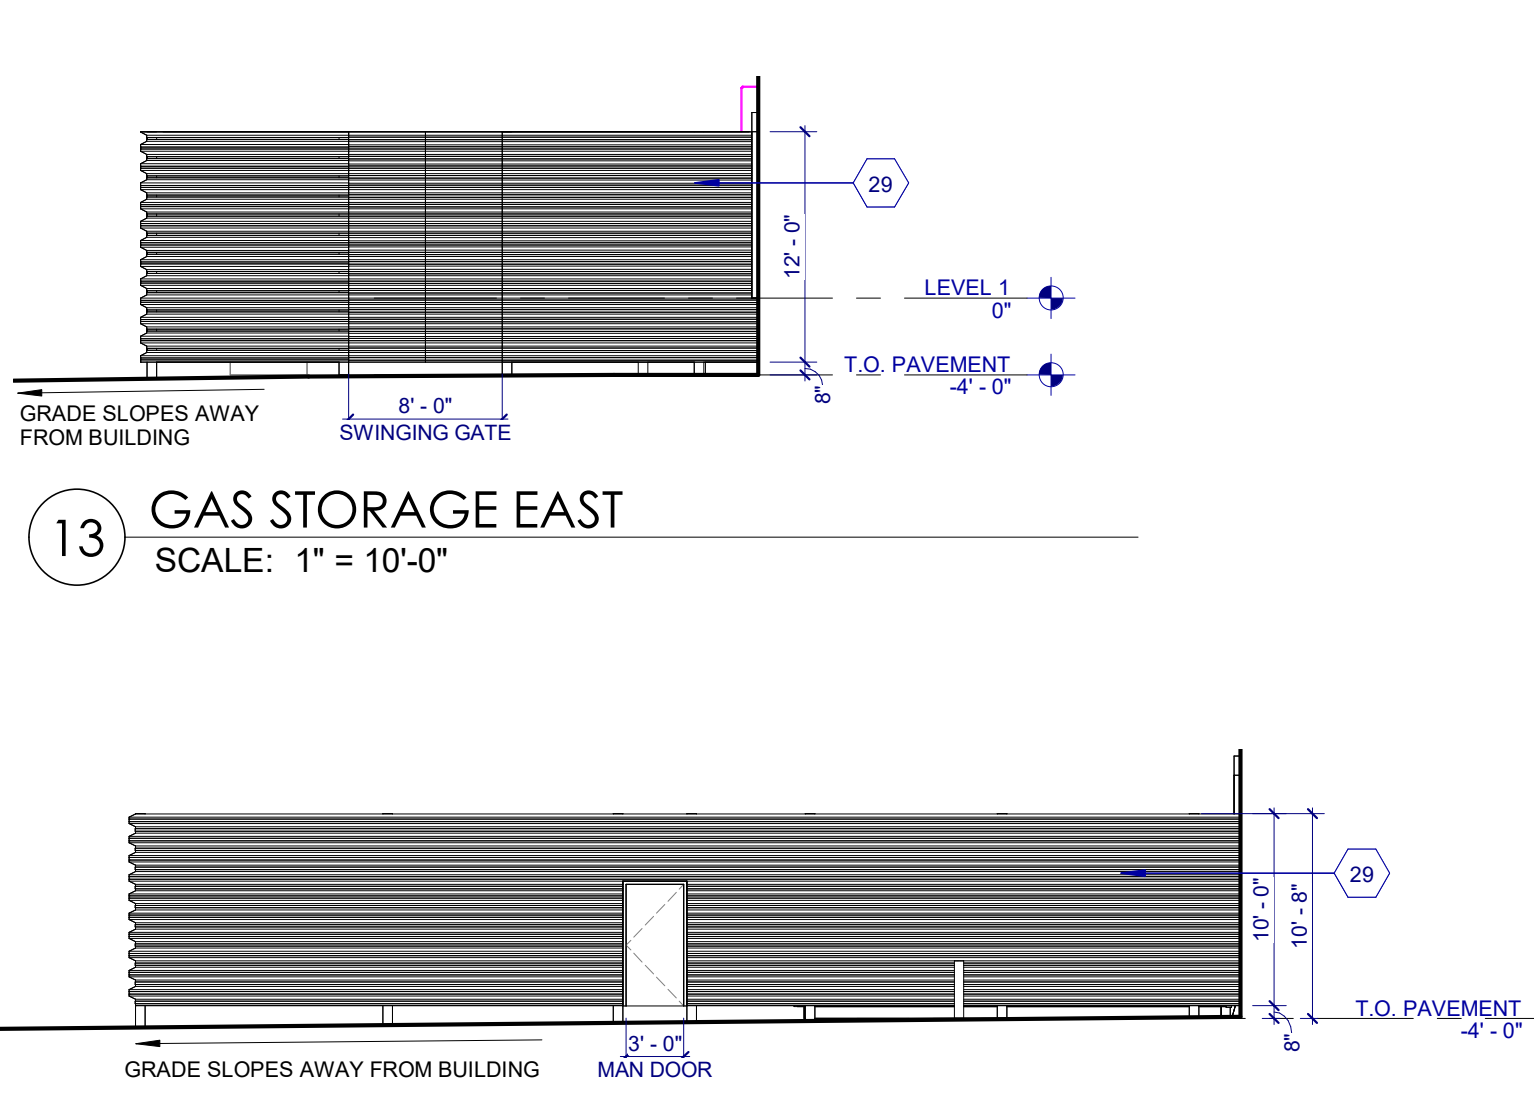 29
12' - 0"
LEVEL 1
0"
T.O. PAVEMENT
-4' - 0"
8"
8' - 0"
SWINGING GATE
GRADE SLOPES AWAY
FROM BUILDING
13
GAS STORAGE EAST
SCALE: 1" = 10'-0"
29
10' - 0"
10' - 8"
T.O. PAVEMENT
-4' - 0"
8"
3' - 0"
MAN DOOR
GRADE SLOPES AWAY FROM BUILDING